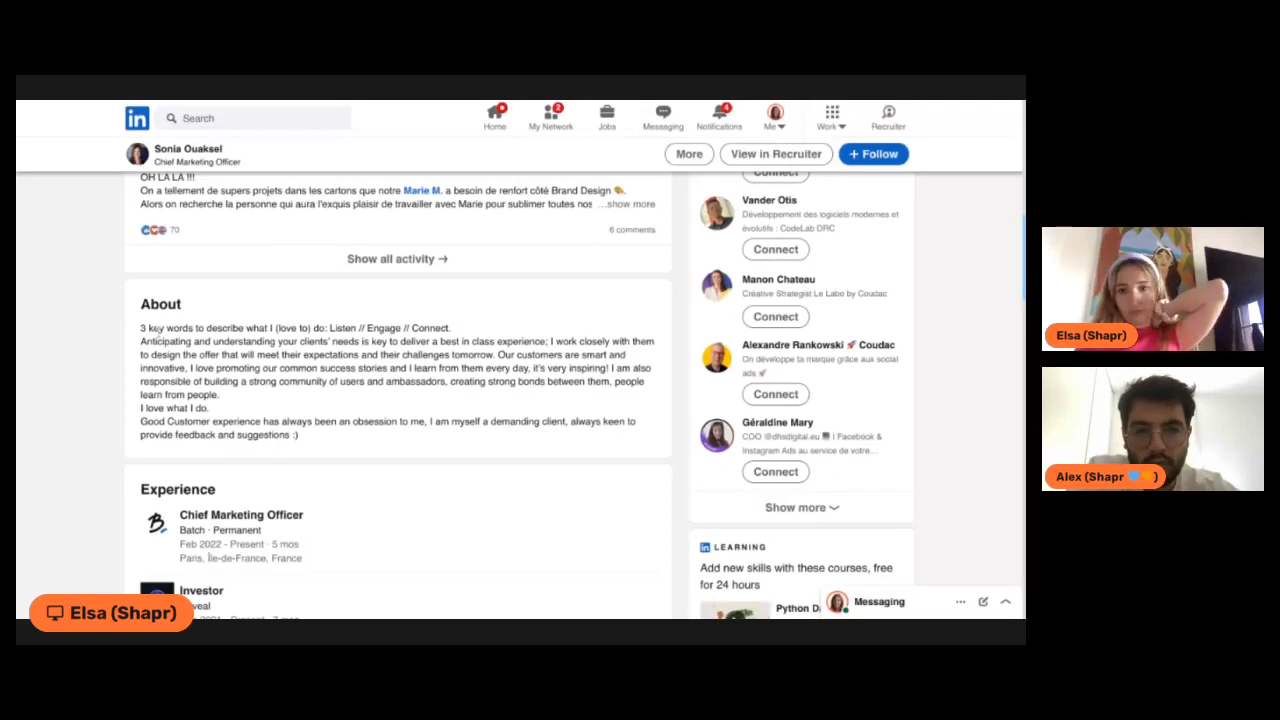 in
Search
Home
My Network
2
Jobs
Messaging
Notifications
4
Me
Work
Recruiter
Sonia Ouaksel
Chief Marketing Officer
More
View in Recruiter
+ Follow
OH LA LA !!!
On a tellement de supers projets dans les cartons que notre Marie M. a besoin de renfort côté Brand Design
Alors on recherche la personne qui aura l'exquis plaisir de travailler avec Marie pour sublimer toutes nos ...show more
70
6 comments
Show all activity →
About
3 key words to describe what I (love to) do: Listen // Engage // Connect.
Anticipating and understanding your clients' needs is key to deliver a best in class experience; I work closely with them
to design the offer that will meet their expectations and their challenges tomorrow. Our customers are smart and
innovative, I love promoting our common success stories and I learn from them every day, it's very inspiring! I am also
responsible of building a strong community of users and ambassadors, creating strong bonds between them, people
learn from people.
I love what I do.
Good Customer experience has always been an obsession to me, I am myself a demanding client, always keen to
provide feedback and suggestions :)
Experience
B
Chief Marketing Officer
Batch · Permanent
Feb 2022 - Present · 5 mos
Paris, Île-de-France, France
Investor
Connect
Vander Otis
Développement des logiciels modernes et
évolutifs : CodeLab DRC
Connect
Manon Chateau
Créative Strategist Le Labo by Coudac
Connect
Alexandre Rankowski 🚀 Coudac
On développe ta marque grâce aux social
ads 🚀
Connect
Géraldine Mary
COO @dhsdigital.eu I Facebook &
Instagram Ads au service de votre...
Connect
Show more
in LEARNING
Add new skills with these courses, free
for 24 hours
Python
Messaging
Elsa (Shapr)
Elsa (Shapr)
Alex (Shapr 💙🧡)